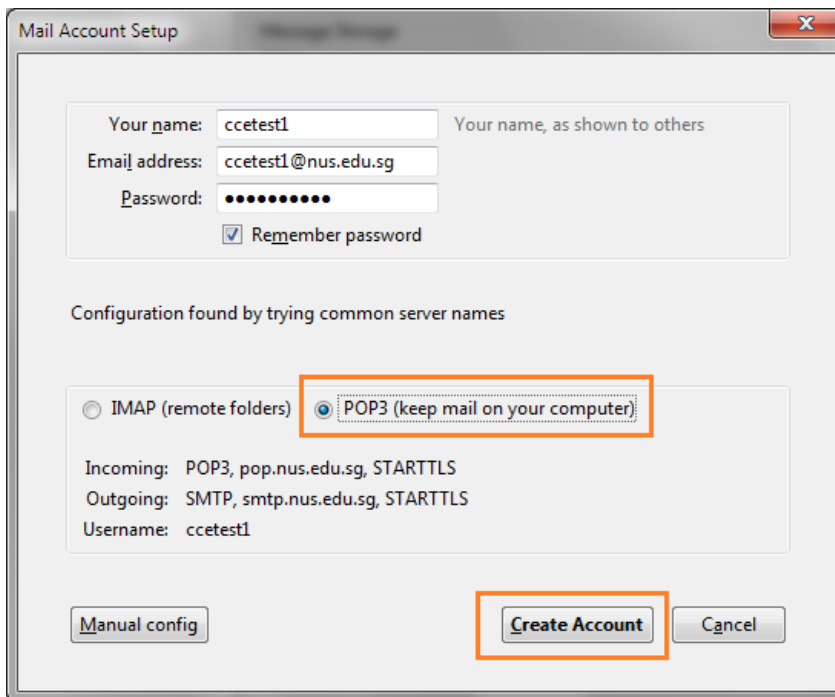 Mail Account Setup
Message Storage
Your name: ccetest1 Your name, as shown to others
Email address: ccetest1@nus.edu.sg
Password: ●●●●●●●●●●
Remember password
Configuration found by trying common server names
IMAP (remote folders) POP3 (keep mail on your computer)
Incoming: POP3, pop.nus.edu.sg, STARTTLS
Outgoing: SMTP, smtp.nus.edu.sg, STARTTLS
Username: ccetest1
Manual config Create Account Cancel